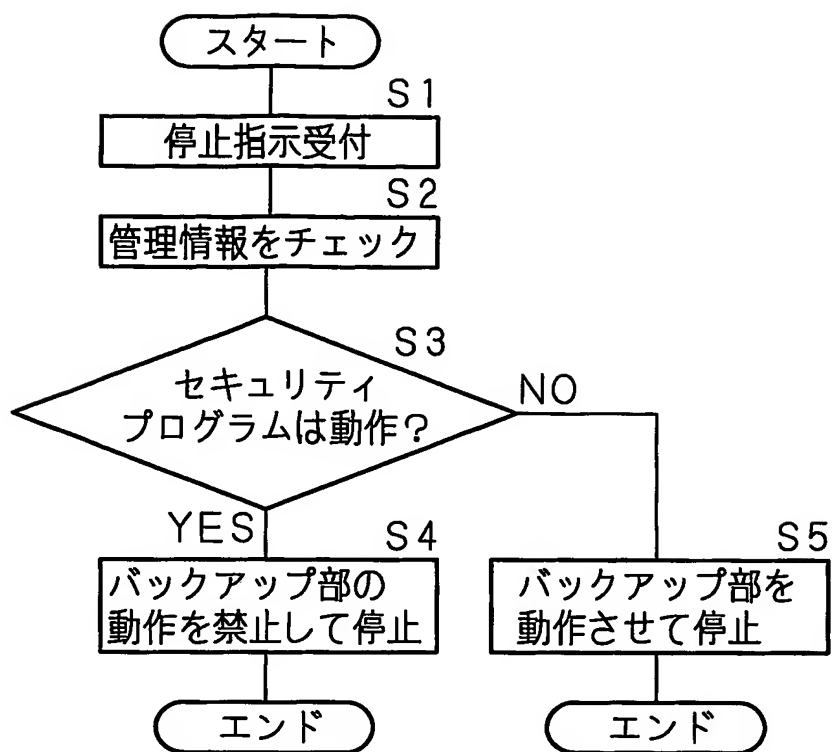 スタート
S1
停止指示受付
S2
管理情報をチェック
S3
セキュリティ
プログラムは動作?
NO
YES
S4
バックアップ部の
動作を禁止して停止
S5
バックアップ部を
動作させて停止
エンド
エンド